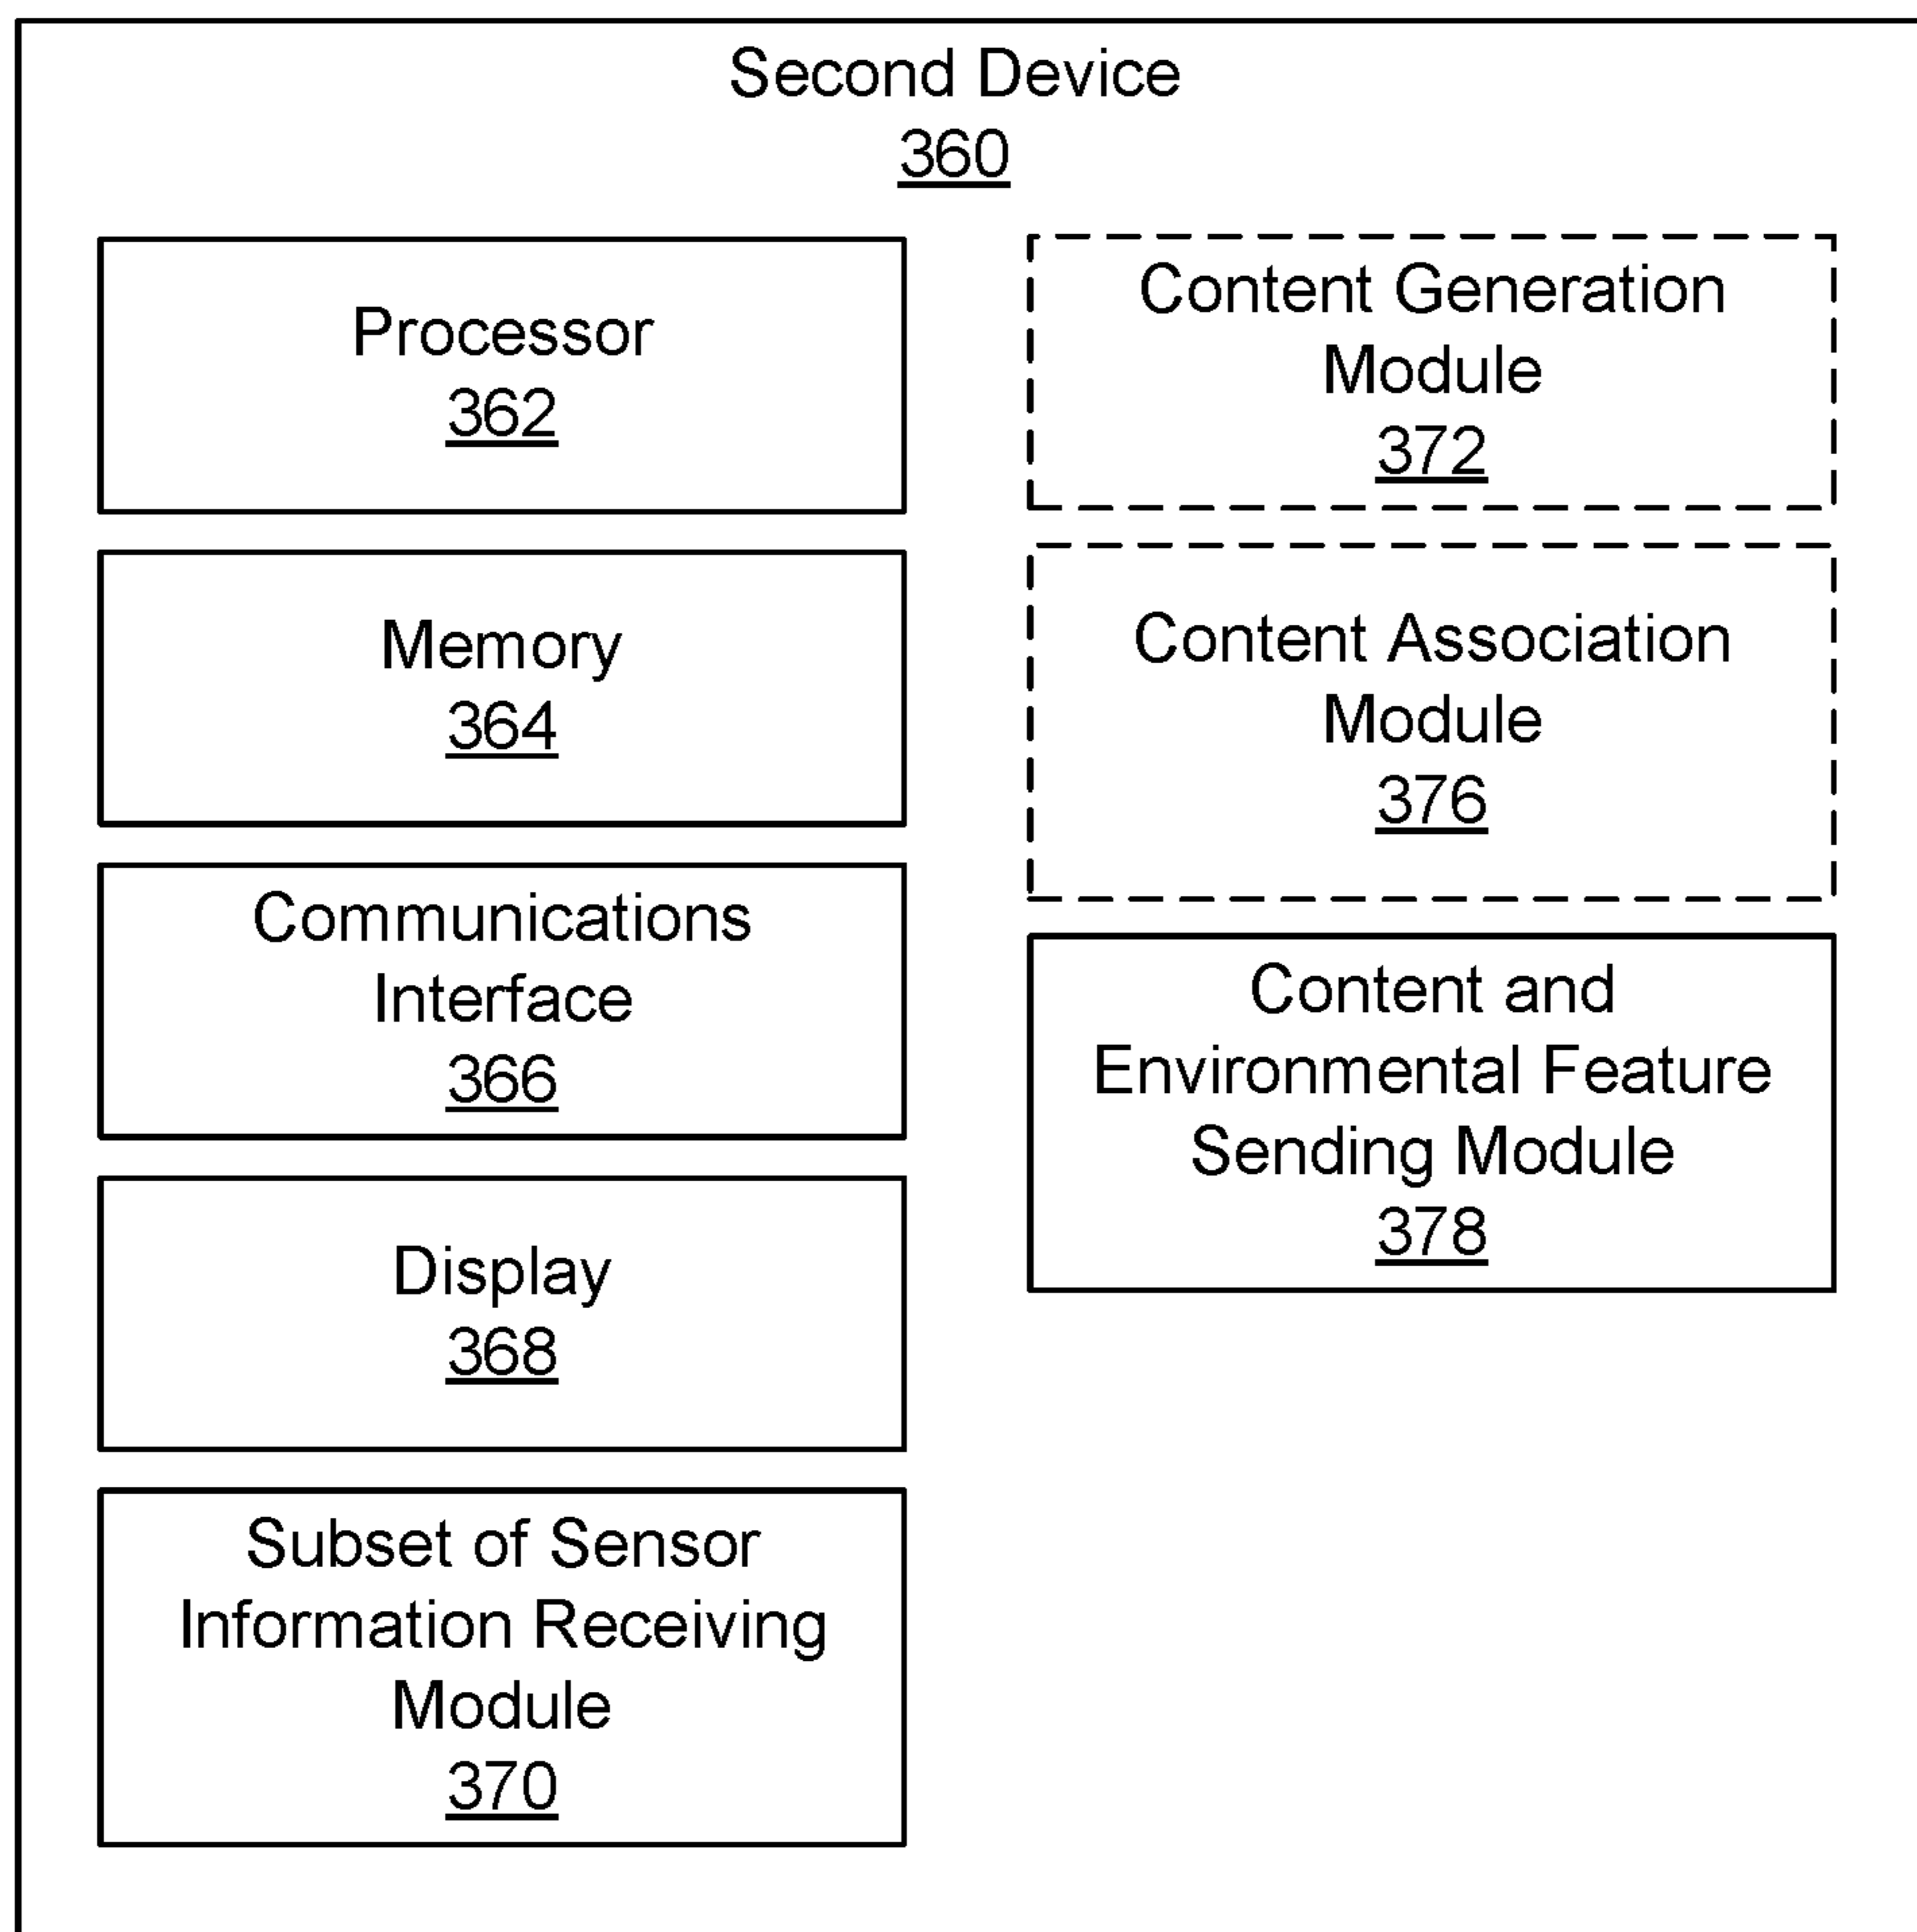 Second Device
360
Processor
362
Memory
364
Communications
Interface
366
Display
368
Subset of Sensor
Information Receiving
Module
370
Content Generation
Module
372
Content Association
Module
376
Content and
Environmental Feature
Sending Module
378